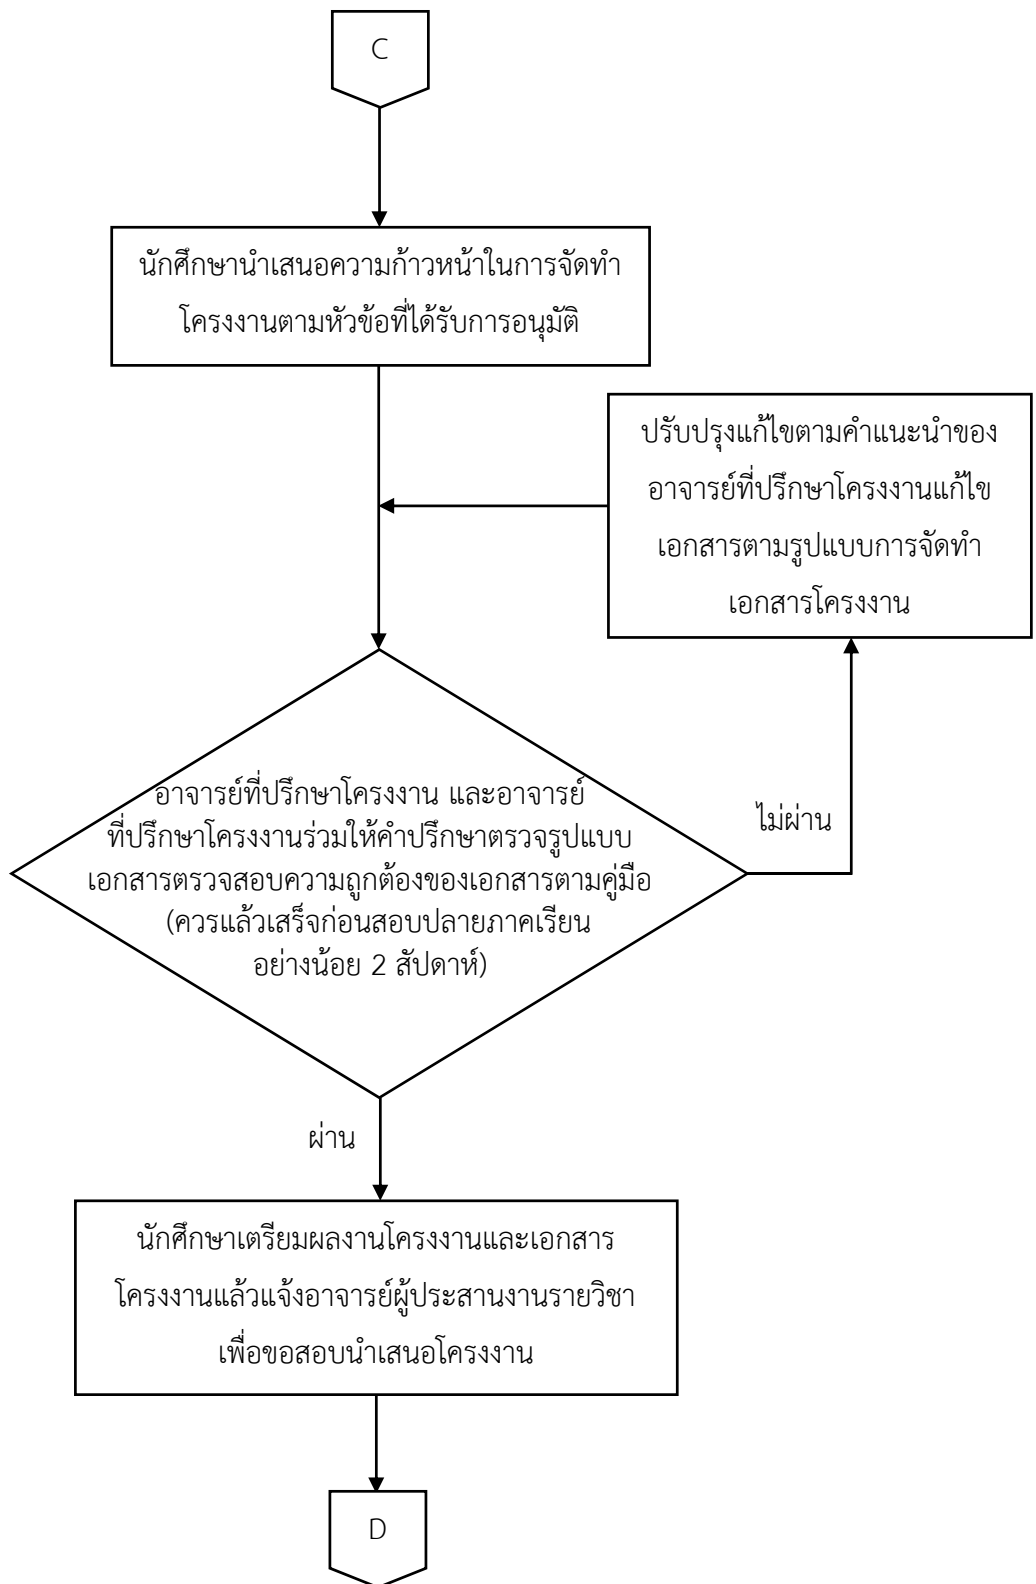 C
นักศึกษานำเสนอความก้าวหน้าในการจัดทำ
โครงงานตามหัวข้อที่ได้รับการอนุมัติ
ปรับปรุงแก้ไขตามคำแนะนำของ
อาจารย์ที่ปรึกษาโครงงานแก้ไข
เอกสารตามรูปแบบการจัดทำ
เอกสารโครงงาน
อาจารย์ที่ปรึกษาโครงงาน และอาจารย์
ที่ปรึกษาโครงงานร่วมให้คำปรึกษาตรวจรูปแบบ
เอกสารตรวจสอบความถูกต้องของเอกสารตามคู่มือ
(ควรแล้วเสร็จก่อนสอบปลายภาคเรียน
อย่างน้อย 2 สัปดาห์)
ไม่ผ่าน
ผ่าน
นักศึกษาเตรียมผลงานโครงงานและเอกสาร
โครงงานแล้วแจ้งอาจารย์ผู้ประสานงานรายวิชา
เพื่อขอสอบนำเสนอโครงงาน
D